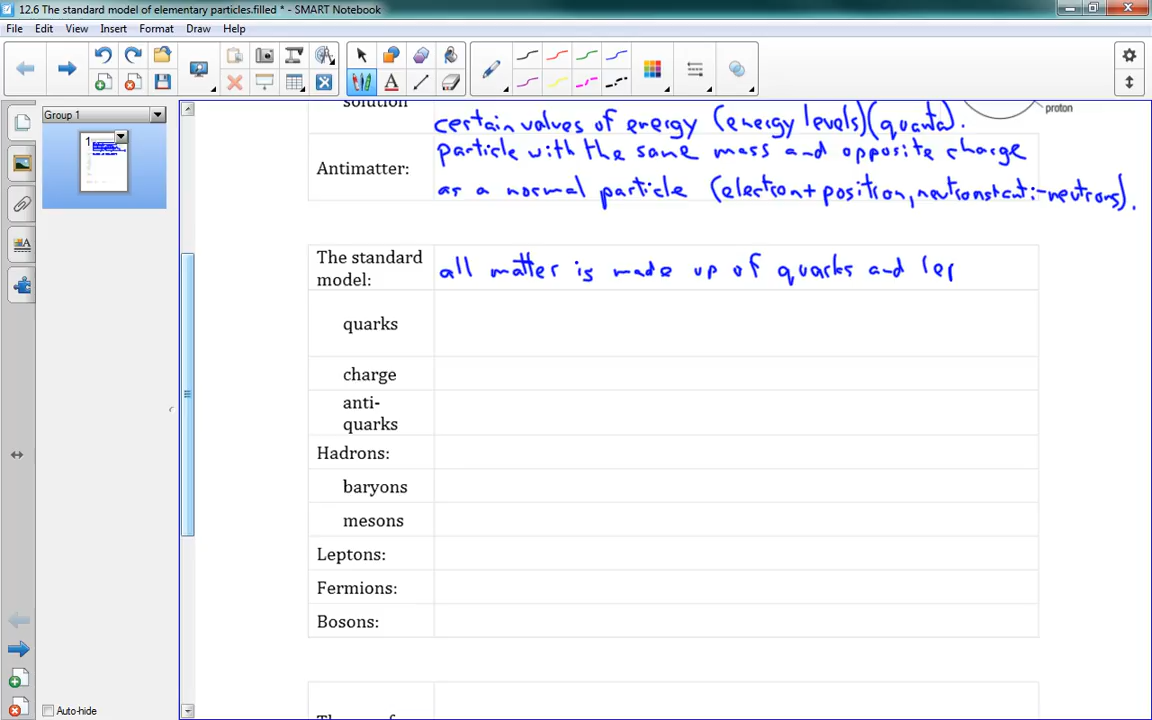 12.6 The standard model of elementary particles.filled * - SMART Notebook
File Edit View Insert Format Draw Help
Group 1
1
solution
certain values of energy (energy levels)(quanta).
proton
Antimatter:
particle with the same mass and opposite charge
as a normal particle (electron + positron,
The standard
model:
all matter is made up of quarks and lep
quarks
charge
anti-
quarks
Hadrons:
baryons
mesons
Leptons:
Fermions:
Bosons:
Auto-hide